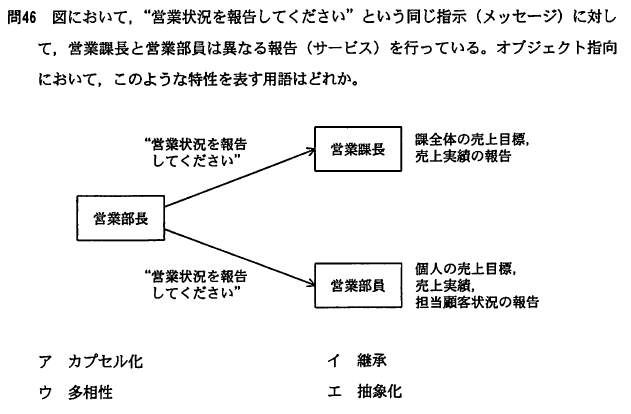 問46 図において，“営業状況を報告してください”という同じ指示（メッセージ）に対し
て，営業課長と営業部員は異なる報告（サービス）を行っている。オブジェクト指向
において，このような特性を表す用語はどれか。
“営業状況を報告
してください”
営業課長
課全体の売上目標，
売上実績の報告
営業部長
“営業状況を報告
してください”
営業部員
個人の売上目標，
売上実績，
担当顧客状況の報告
ア カプセル化
イ 継承
ウ 多相性
エ 抽象化